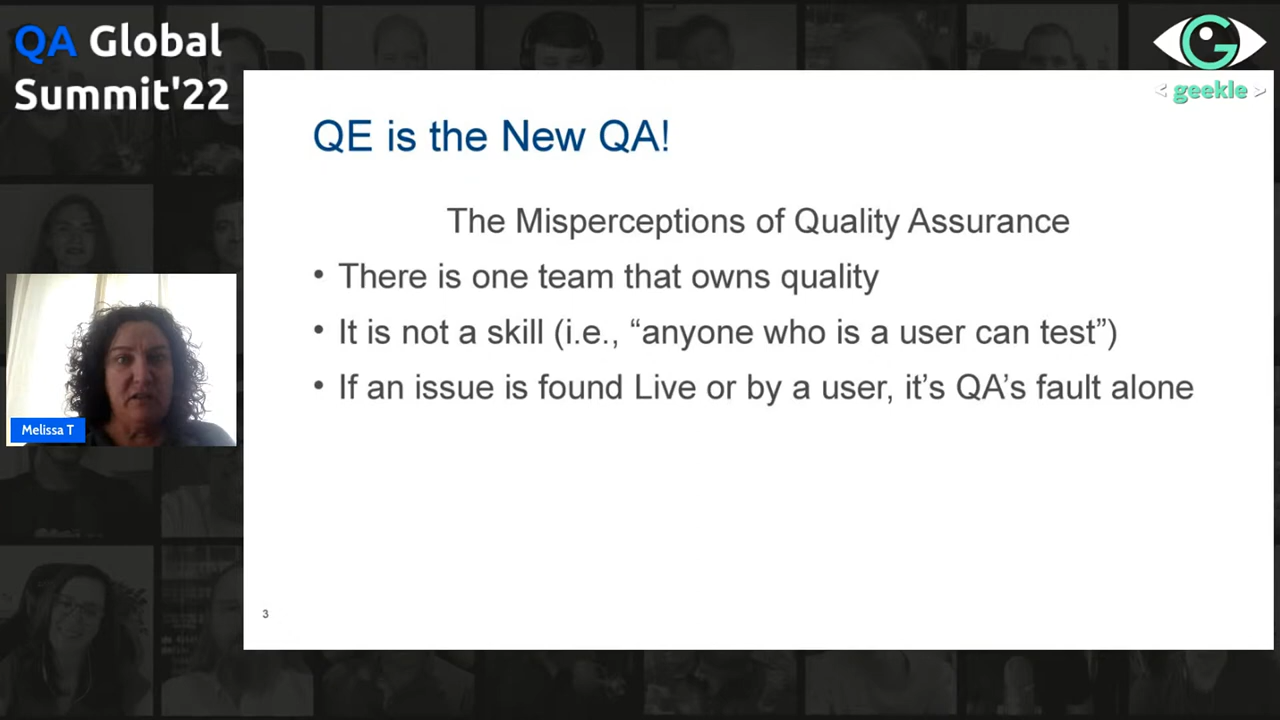 QA Global
Summit'22
< geekle >
QE is the New QA!
The Misperceptions of Quality Assurance
• There is one team that owns quality
• It is not a skill (i.e., “anyone who is a user can test”)
• If an issue is found Live or by a user, it’s QA’s fault alone
Melissa T
3